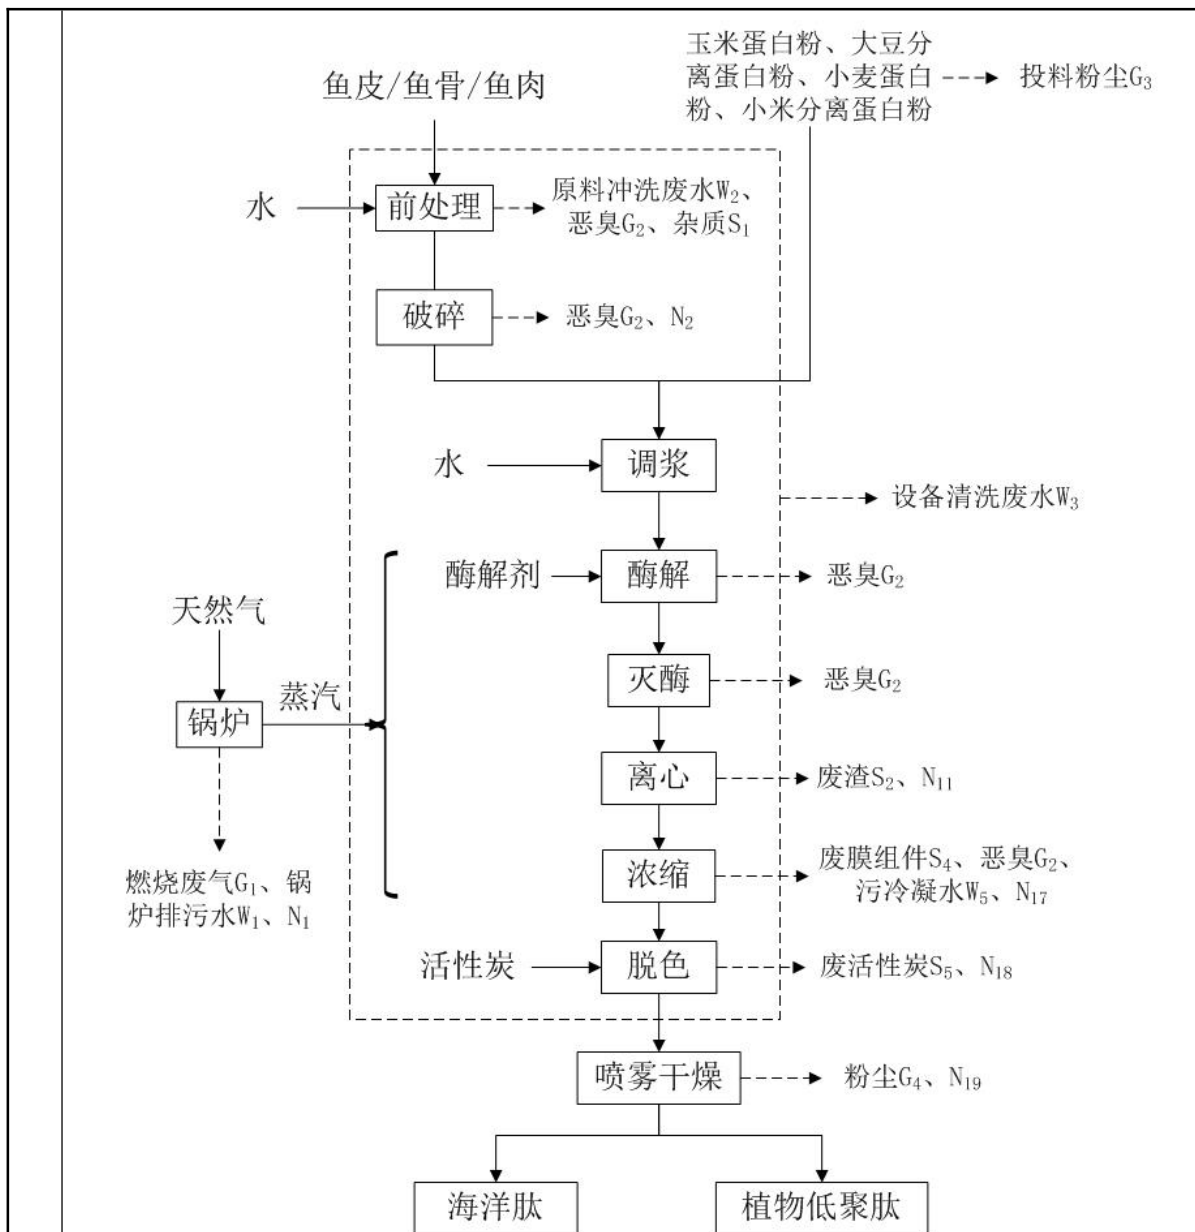 玉米蛋白粉、大豆分
离蛋白粉、小麦蛋白
粉、小米分离蛋白粉
投料粉尘G₃
鱼皮/鱼骨/鱼肉
水
前处理
原料冲洗废水W₂、
恶臭G₂、杂质S₁
破碎
恶臭G₂、N₂
水
调浆
设备清洗废水W₃
酶解剂
酶解
恶臭G₂
天然气
灭酶
恶臭G₂
蒸汽
锅炉
离心
废渣S₂、N₁₁
燃烧废气G₁、锅
炉排污水W₁、N₁
浓缩
废膜组件S₄、恶臭G₂、
污冷凝水W₅、N₁₇
活性炭
脱色
废活性炭S₅、N₁₈
喷雾干燥
粉尘G₄、N₁₉
海洋肽
植物低聚肽